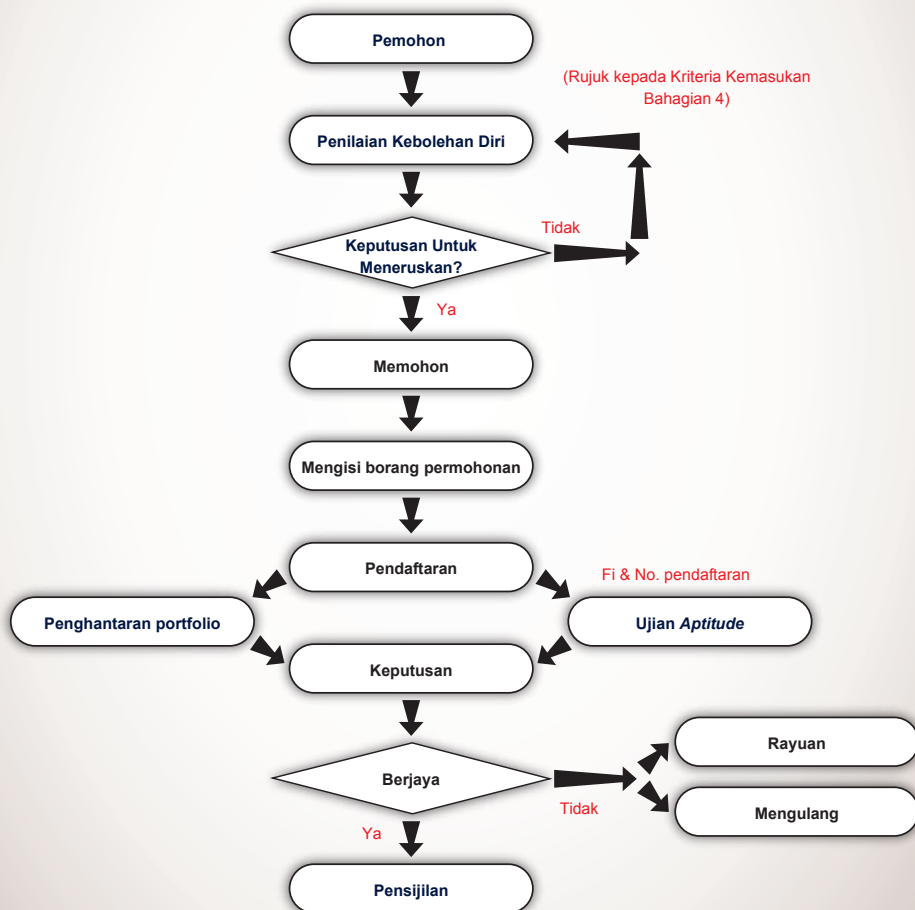 Pemohon
(Rujuk kepada Kriteria Kemasukan
Bahagian 4)
Penilaian Kebolehan Diri
Tidak
Keputusan Untuk
Meneruskan?
Ya
Memohon
Mengisi borang permohonan
Pendaftaran
Fi & No. pendaftaran
Penghantaran portfolio
Ujian Aptitude
Keputusan
Rayuan
Berjaya
Tidak
Mengulang
Ya
Pensijilan